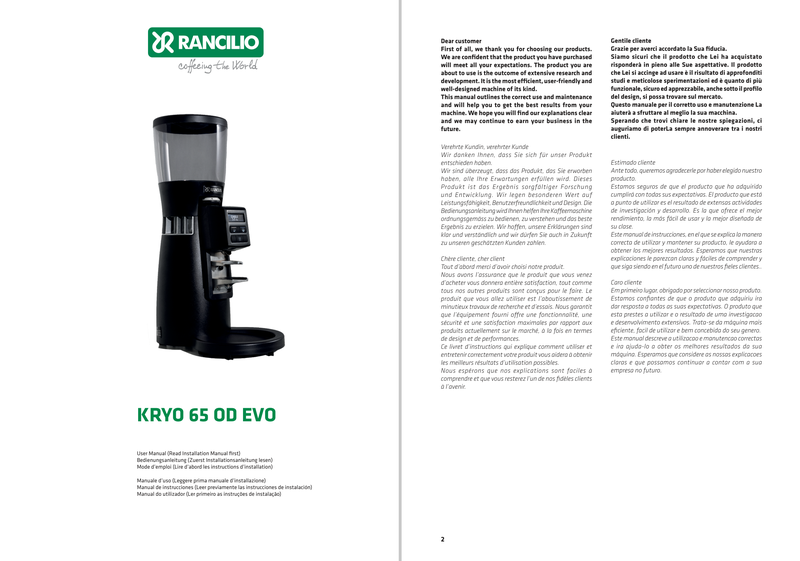 RANCILIO
coffeeing the World
RANCILIO
KRYO 65 OD EVO
User Manual (Read Installation Manual first)
Bedienungsanleitung (Zuerst Installationsanleitung lesen)
Mode d'emploi (Lire d'abord les instructions d'installation)
Manuale d'uso (Leggere prima manuale d'installazione)
Manual de instrucciones (Leer previamente las instrucciones de instalación)
Manual do utilizador (Ler primeiro as instruções de instalação)
Dear customer
First of all, we thank you for choosing our products.
We are confident that the product you have purchased
will meet all your expectations. The product you are
about to use is the outcome of extensive research and
development. It is the most efficient, user-friendly and
well-designed machine of its kind.
This manual outlines the correct use and maintenance
and will help you to get the best results from your
machine. We hope you will find our explanations clear
and we may continue to earn your business in the
future.
Verehrte Kundin, verehrter Kunde
Wir danken Ihnen, dass Sie sich für unser Produkt
entschieden haben.
Wir sind überzeugt, dass das Produkt, das Sie erworben
haben, alle Ihre Erwartungen erfüllen wird. Dieses
Produkt ist das Ergebnis sorgfältiger Forschung
und Entwicklung. Wir legen besonderen Wert auf
Leistungsfähigkeit, Benutzerfreundlichkeit und Design. Die
Bedienungsanleitung wird Ihnen helfen Ihre Kaffeemaschine
ordnungsgemäss zu bedienen, zu verstehen und das beste
Ergebnis zu erzielen. Wir hoffen, unsere Erklärungen sind
klar und verständlich und wir dürfen Sie auch in Zukunft
zu unseren geschätzten Kunden zählen.
Chère cliente, cher client
Tout d'abord merci d'avoir choisi notre produit.
Nous avons l'assurance que le produit que vous venez
d'acheter vous donnera entière satisfaction, tout comme
tous nos autres produits sont conçus pour le faire. Le
produit que vous allez utiliser est l'aboutissement de
minutieux travaux de recherche et d'essais. Nous garantit
que l'équipement fourni offre une fonctionnalité, une
sécurité et une satisfaction maximales par rapport aux
produits actuellement sur le marché, à la fois en termes
de design et de performances.
Ce livret d'instructions qui explique comment utiliser et
entretenir correctement votre produit vous aidera à obtenir
les meilleurs résultats d'utilisation possibles.
Nous espérons que nos explications sont faciles à
comprendre et que vous resterez l'un de nos fidèles clients
à l'avenir.
Gentile cliente
Grazie per averci accordato la Sua fiducia.
Siamo sicuri che il prodotto che Lei ha acquistato
risponderà in pieno alle Sue aspettative. Il prodotto
che Lei si accinge ad usare è il risultato di approfonditi
studi e meticolose sperimentazioni ed è quanto di più
funzionale, sicuro ed apprezzabile, anche sotto il profilo
del design, si possa trovare sul mercato.
Questo manuale per il corretto uso e manutenzione La
aiuterà a sfruttare al meglio la sua macchina.
Sperando che trovi chiare le nostre spiegazioni, ci
auguriamo di poterLa sempre annoverare tra i nostri
clienti.
Estimado cliente
Ante todo, queremos agradecerle por haber elegido nuestro
producto.
Estamos seguros de que el producto que ha adquirido
cumplirá con todas sus expectativas. El producto que está
a punto de utilizar es el resultado de extensas actividades
de investigación y desarrollo. Es la que ofrece el mejor
rendimiento, la más fácil de usar y la mejor diseñada de
su clase.
Este manual de instrucciones, en el que se explica la manera
correcta de utilizar y mantener su producto, le ayudara a
obtener los mejores resultados. Esperamos que nuestras
explicaciones le parezcan claras y fáciles de comprender y
que siga siendo en el futuro uno de nuestros fieles clientes..
Caro cliente
Em primeiro lugar, obrigado por seleccionar nosso produto.
Estamos confiantes de que o produto que adquiriu ira
dar resposta a todas as suas expectativas. O produto que
esta prestes a utilizar e o resultado de uma investigacao
e desenvolvimento extensivos. Trata-se da máquina mais
eficiente, facil de utilizar e bem concebida do seu genero.
Este manual descreve a utilizacao e manutencao correctas
e ira ajuda-lo a obter os melhores resultados da sua
máquina. Esperamos que considere as nossas explicacoes
claras e que possamos continuar a contar com a sua
empresa no futuro.
2